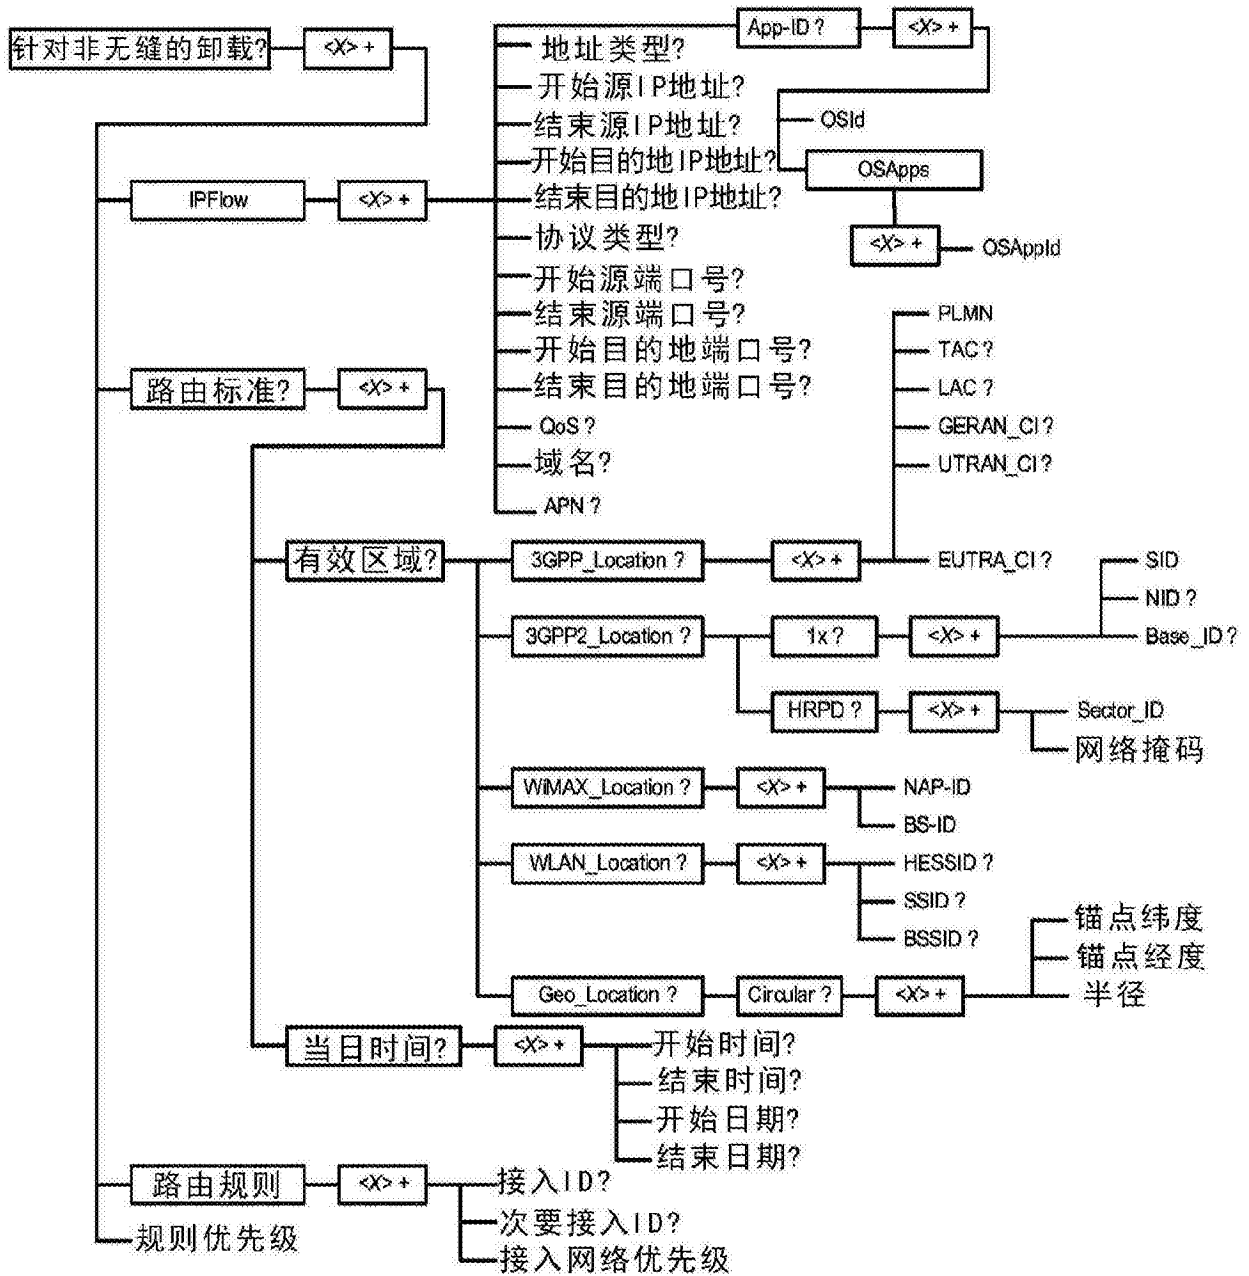 针对非无缝的卸载?
<X> +
App-ID ?
<X> +
地址类型?
开始源IP地址?
结束源IP地址?
开始目的地IP地址?
结束目的地IP地址?
协议类型?
开始源端口号?
结束源端口号?
开始目的地端口号?
结束目的地端口号?
QoS ?
域名?
APN ?
OSId
OSApps
<X> +
OSAppId
IPFlow
<X> +
路由标准?
<X> +
有效区域?
3GPP_Location ?
<X> +
PLMN
TAC ?
LAC ?
GERAN_CI ?
UTRAN_CI ?
EUTRA_CI ?
3GPP2_Location ?
1x ?
<X> +
SID
NID ?
Base_ID ?
HRPD ?
<X> +
Sector_ID
网络掩码
WiMAX_Location ?
<X> +
NAP-ID
BS-ID
WLAN_Location ?
<X> +
HESSID ?
SSID ?
BSSID ?
Geo_Location ?
Circular ?
<X> +
锚点纬度
锚点经度
半径
当日时间?
<X> +
开始时间?
结束时间?
开始日期?
结束日期?
路由规则
<X> +
接入ID?
次要接入ID?
接入网络优先级
规则优先级